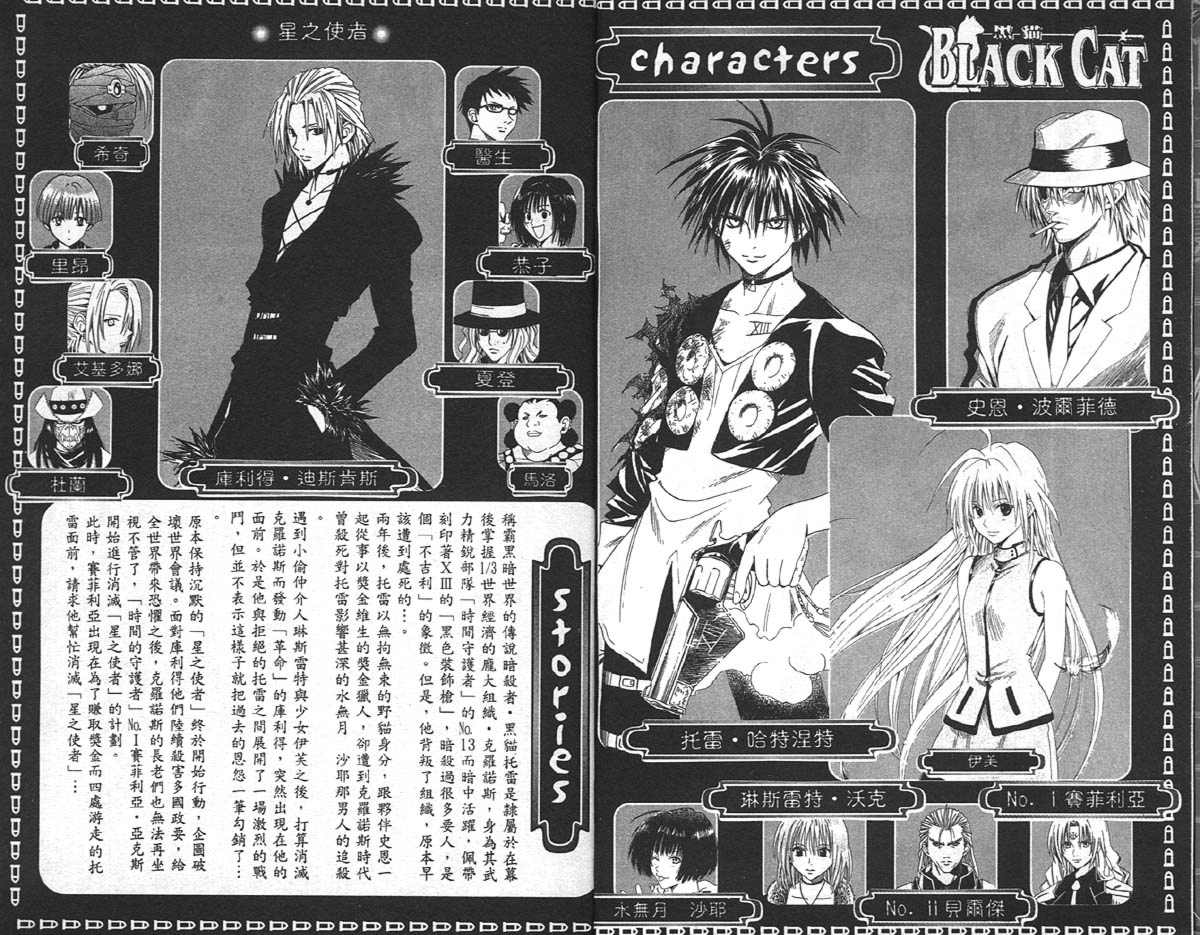 黑猫
BLACK CAT
characters
史恩・波爾菲德
托雷・哈特涅特
伊芙
琳斯雷特・沃克
No. I賽菲利亞
水無月　沙耶
No. II貝爾傑
星之使者
希奇
醫生
里昂
恭子
艾基多娜
夏登
杜蘭
庫利得・迪斯肯斯
馬洛
stories
稱霸黑暗世界的傳說暗殺者・黑貓托雷是隸屬於在幕
後掌握1/3世界經濟的龐大組織・克羅諾斯，身為其武
力精銳部隊「時間守護者」的No. 13而暗中活躍，佩帶
刻印著XⅢ的「黑色裝飾槍」，暗殺過很多要人，是
個「不吉利」的象徵。但是，他背叛了組織，原本早
該遭到處死的…。
兩年後，托雷以無拘無束的野貓身分，跟夥伴史恩一
起從事以獎金維生的獎金獵人，卻遭到克羅諾斯時代
曾殺死對托雷影響甚深的水無月　沙耶那男人的追殺
。
遇到小偷仲介人琳斯雷特與少女伊芙之後，打算消滅
克羅諾斯而發動「革命」的庫利得，突然出現在他的
面前。於是他與拒絕的托雷之間展開了一場激烈的戰
鬥，但並不表示這樣子就把過去的恩怨一筆勾銷了…
。
原本保持沉默的「星之使者」終於開始行動，企圖破
壞世界會議。面對庫利得他們陸續殺害多國政要，給
全世界帶來恐懼之後，克羅諾斯的長老們也無法再坐
視不管了，「時間的守護者」No. I賽菲利亞・亞克斯
開始進行消滅「星之使者」的計劃。
此時，賽菲利亞出現在為了賺取獎金而四處游走的托
雷面前，請求他幫忙消滅「星之使者」…
XIII
XIII